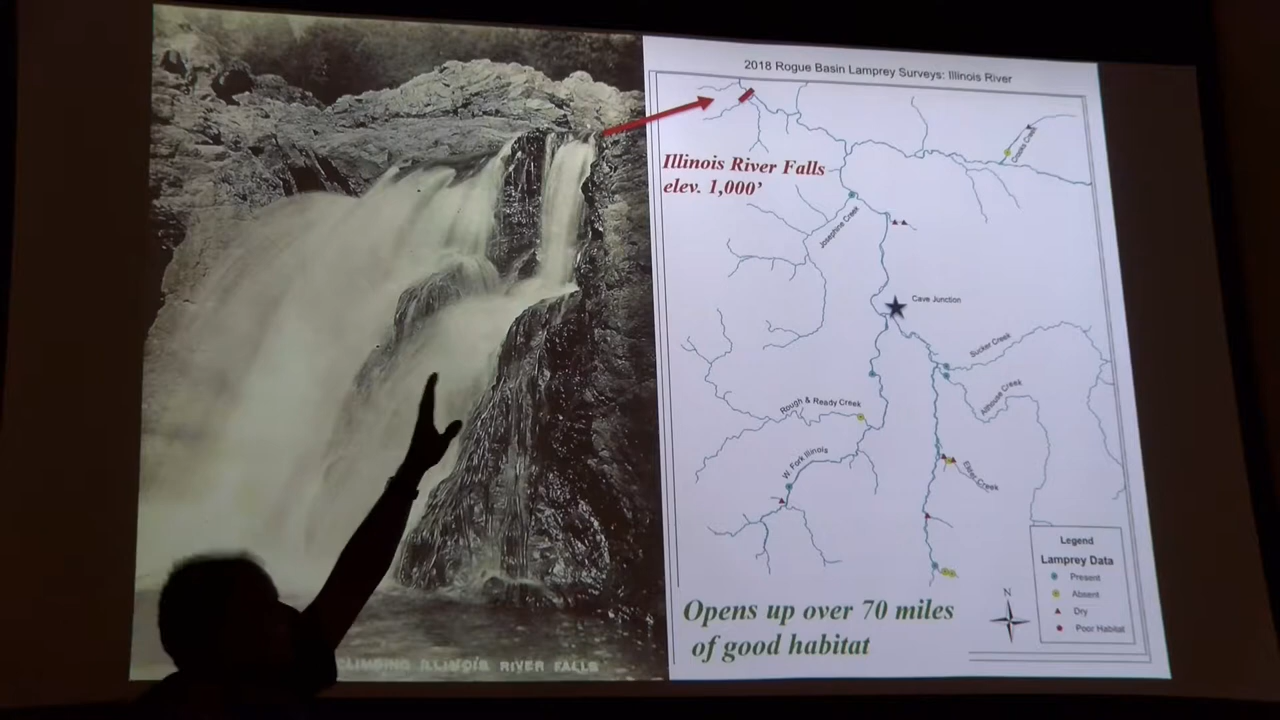 2018 Rogue Basin Lamprey Surveys: Illinois River
Illinois River Falls
elev. 1,000’
Josephine Creek
Cave Junction
Sucker Creek
Althouse Creek
Rough & Ready Creek
W. Fork Illinois
Elder Creek
N
Legend
Lamprey Data
Present
Absent
Dry
Poor Habitat
Opens up over 70 miles
of good habitat
CLIMBING ILLINOIS RIVER FALLS